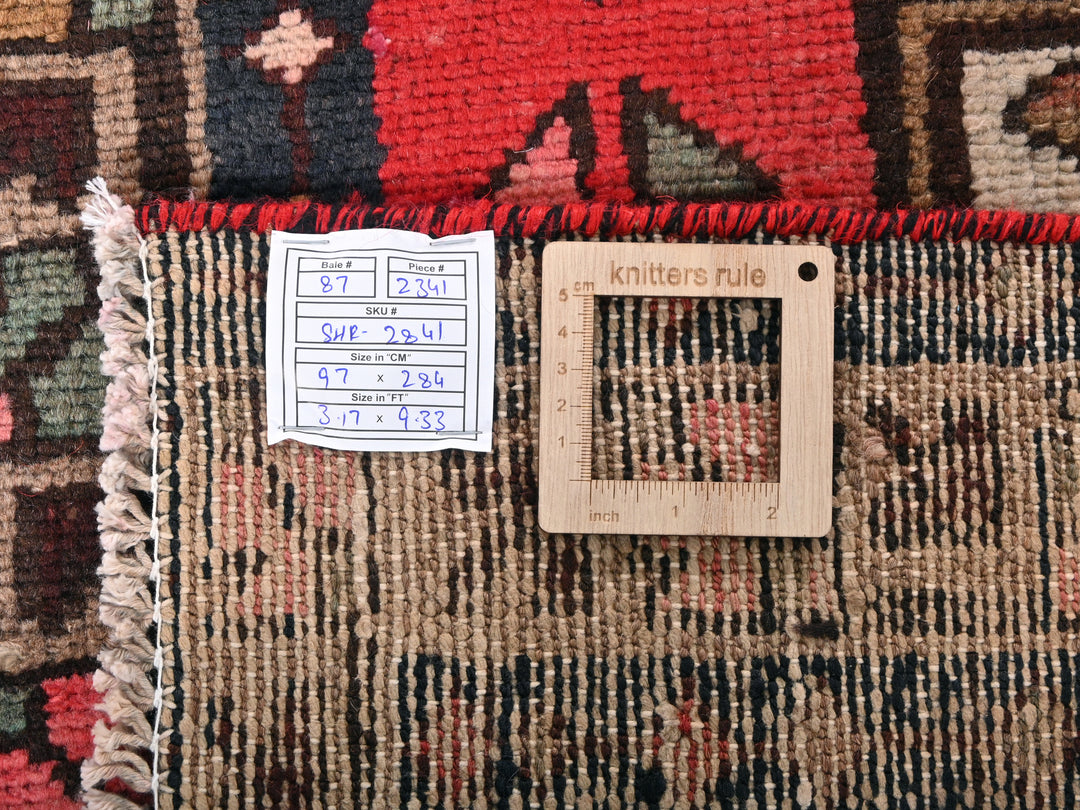 Bale # Piece #
87 2341
SKU #
SHR- 2841
Size in "CM"
97 x 284
Size in "FT"
3.17 x 9.33
knitters rule
cm
5
4
3
2
1
inch 1 2